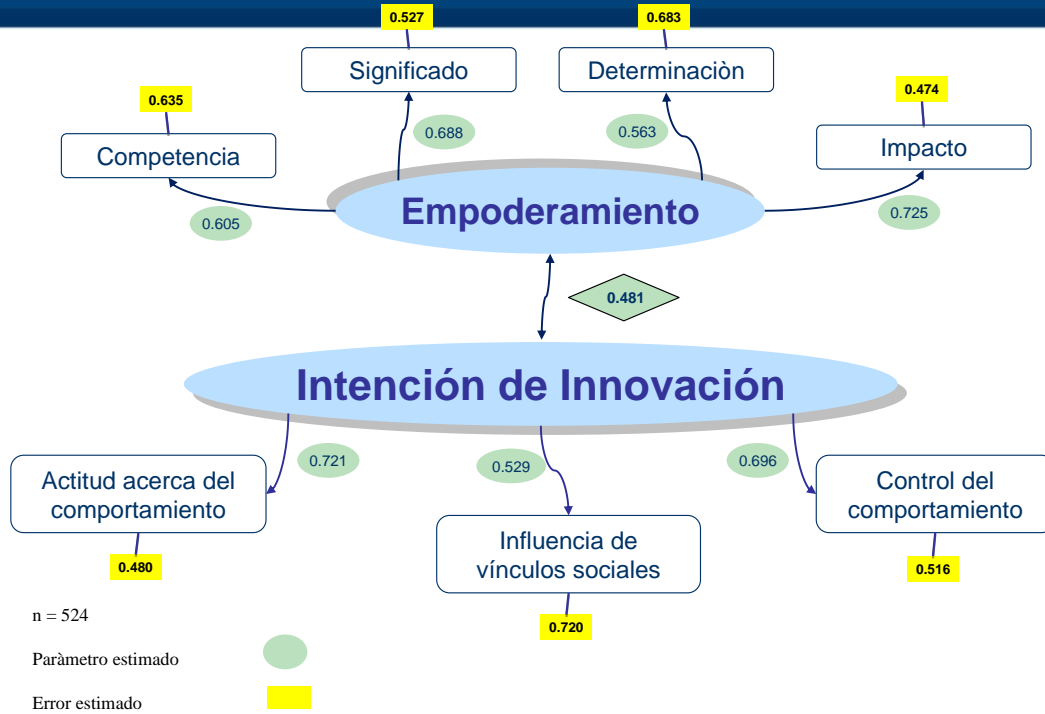 0.527
0.683
Significado
Determinaciòn
0.635
0.474
0.688
0.563
Competencia
Impacto
Empoderamiento
0.605
0.725
0.481
Intención de Innovación
0.721
0.529
0.696
Actitud acerca del
comportamiento
Control del
comportamiento
Influencia de
vínculos sociales
0.480
0.516
0.720
n = 524
Paràmetro estimado
Error estimado